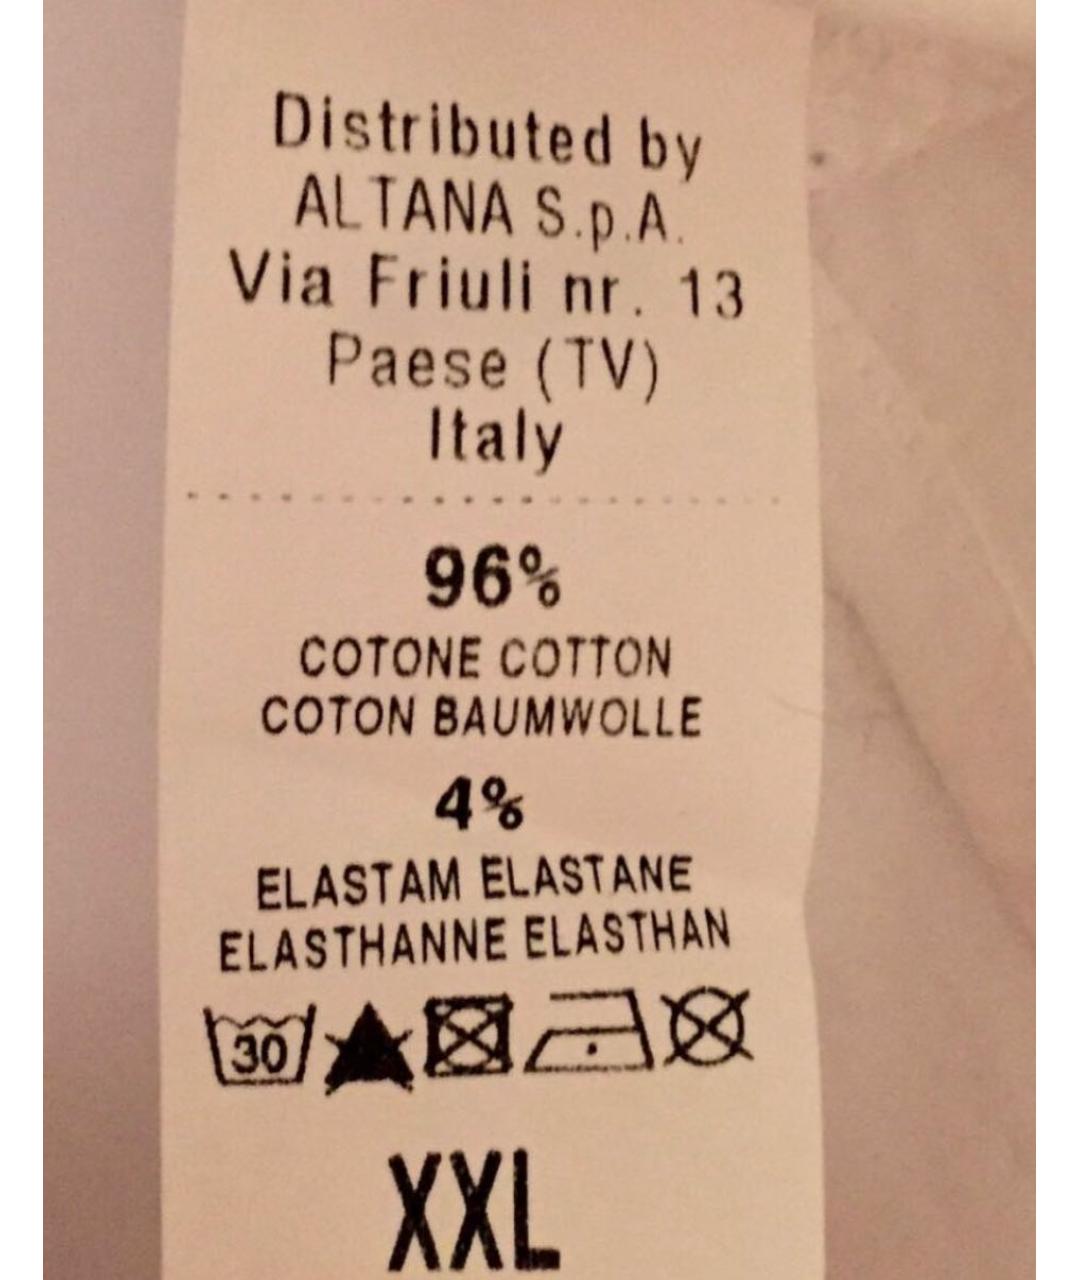 Distributed by
ALTANA S.p.A.
Via Friuli nr. 13
Paese (TV)
Italy
96%
COTONE COTTON
COTON BAUMWOLLE
4%
ELASTAM ELASTANE
ELASTHANNE ELASTHAN
30
XXL